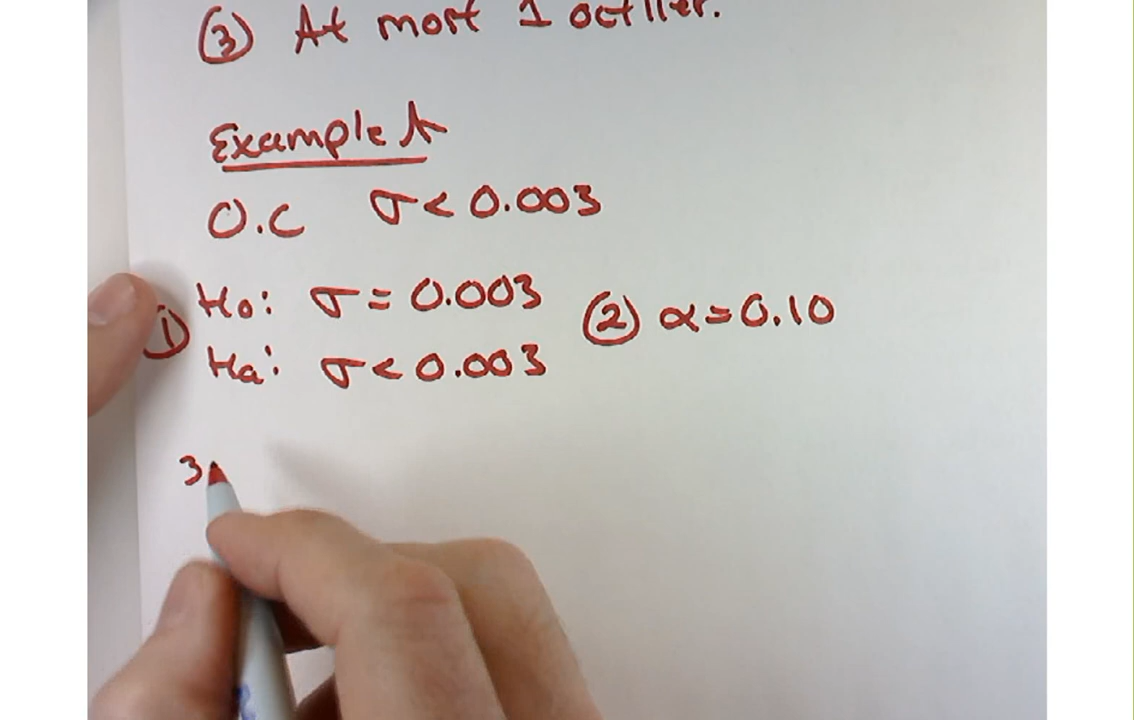 (3) At most 1 outlier.
Example A
O.C σ < 0.003
(1) Ho: σ = 0.003 (2) α = 0.10
Ha: σ < 0.003
3